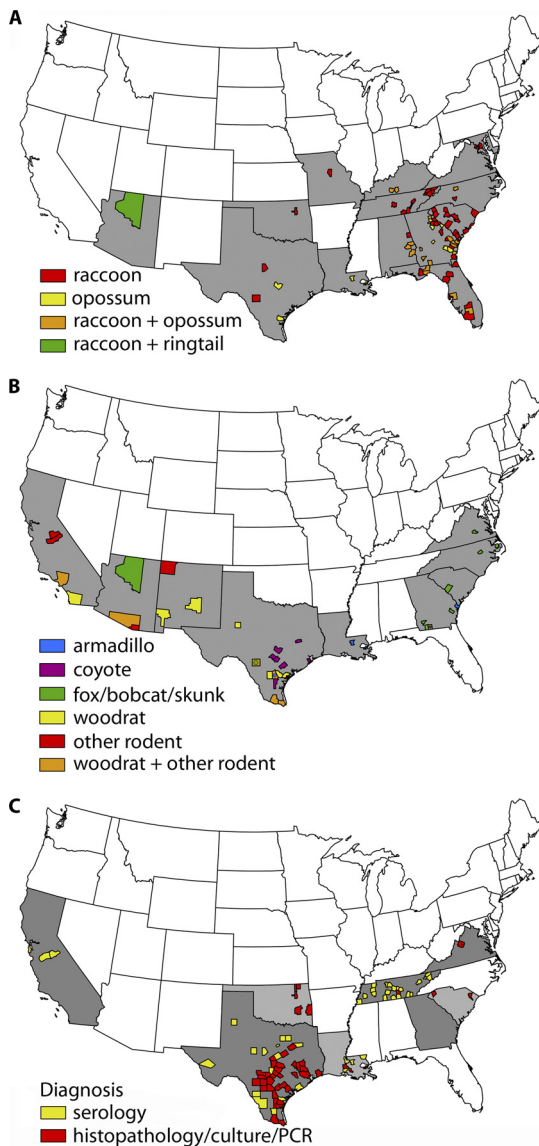 A
raccoon
opossum
raccoon + opossum
raccoon + ringtail
B
armadillo
coyote
fox/bobcat/skunk
woodrat
other rodent
woodrat + other rodent
C
Diagnosis
serology
histopathology/culture/PCR